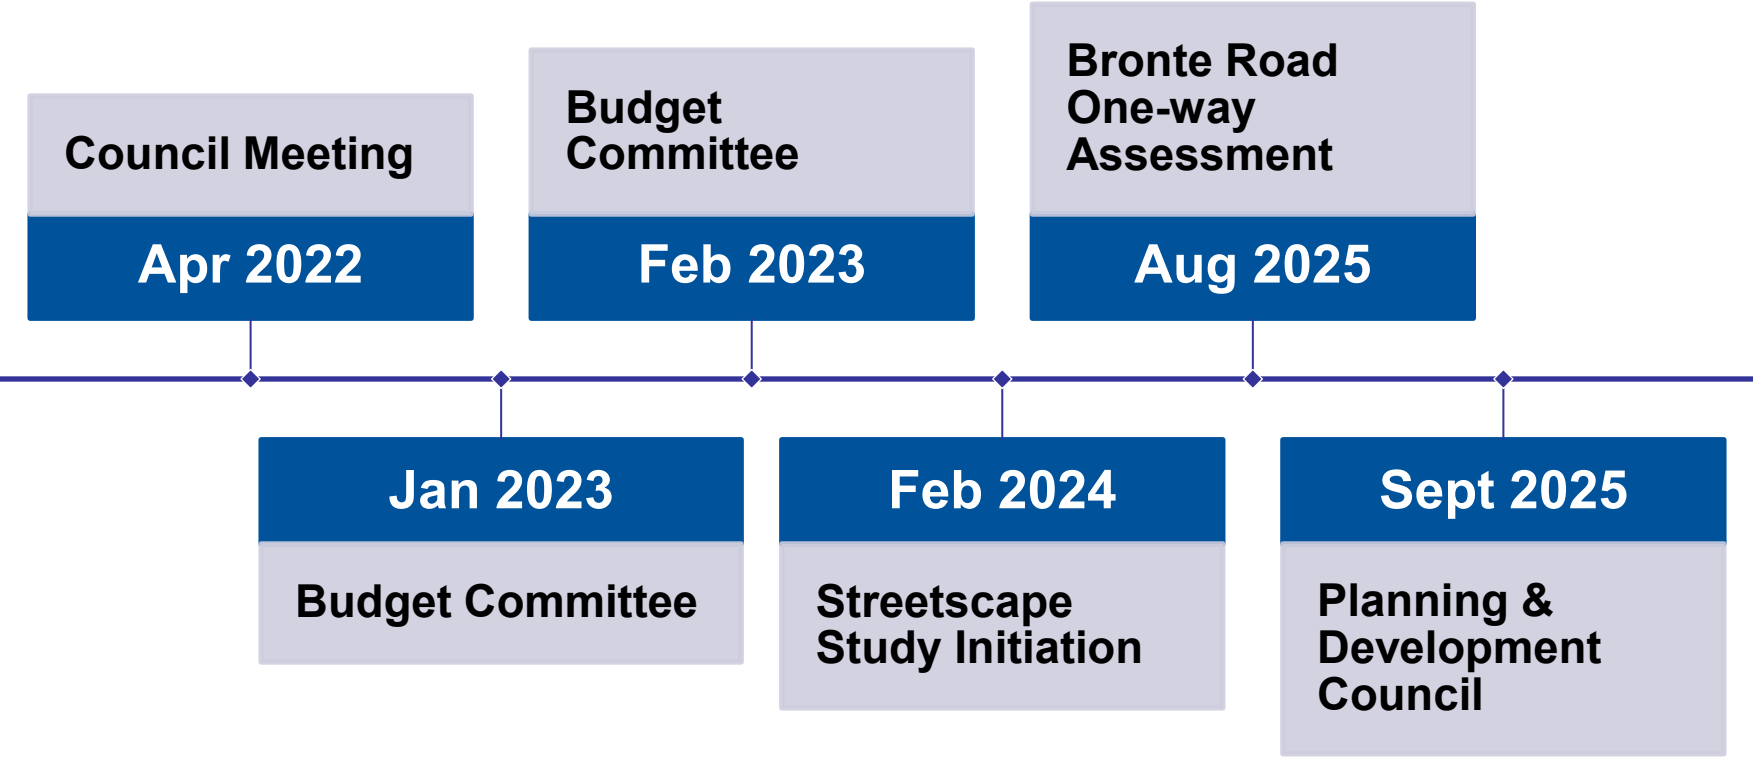 Council Meeting
Apr 2022
Jan 2023
Budget Committee
Budget
Committee
Feb 2023
Feb 2024
Streetscape
Study Initiation
Bronte Road
One-way
Assessment
Aug 2025
Sept 2025
Planning &
Development
Council